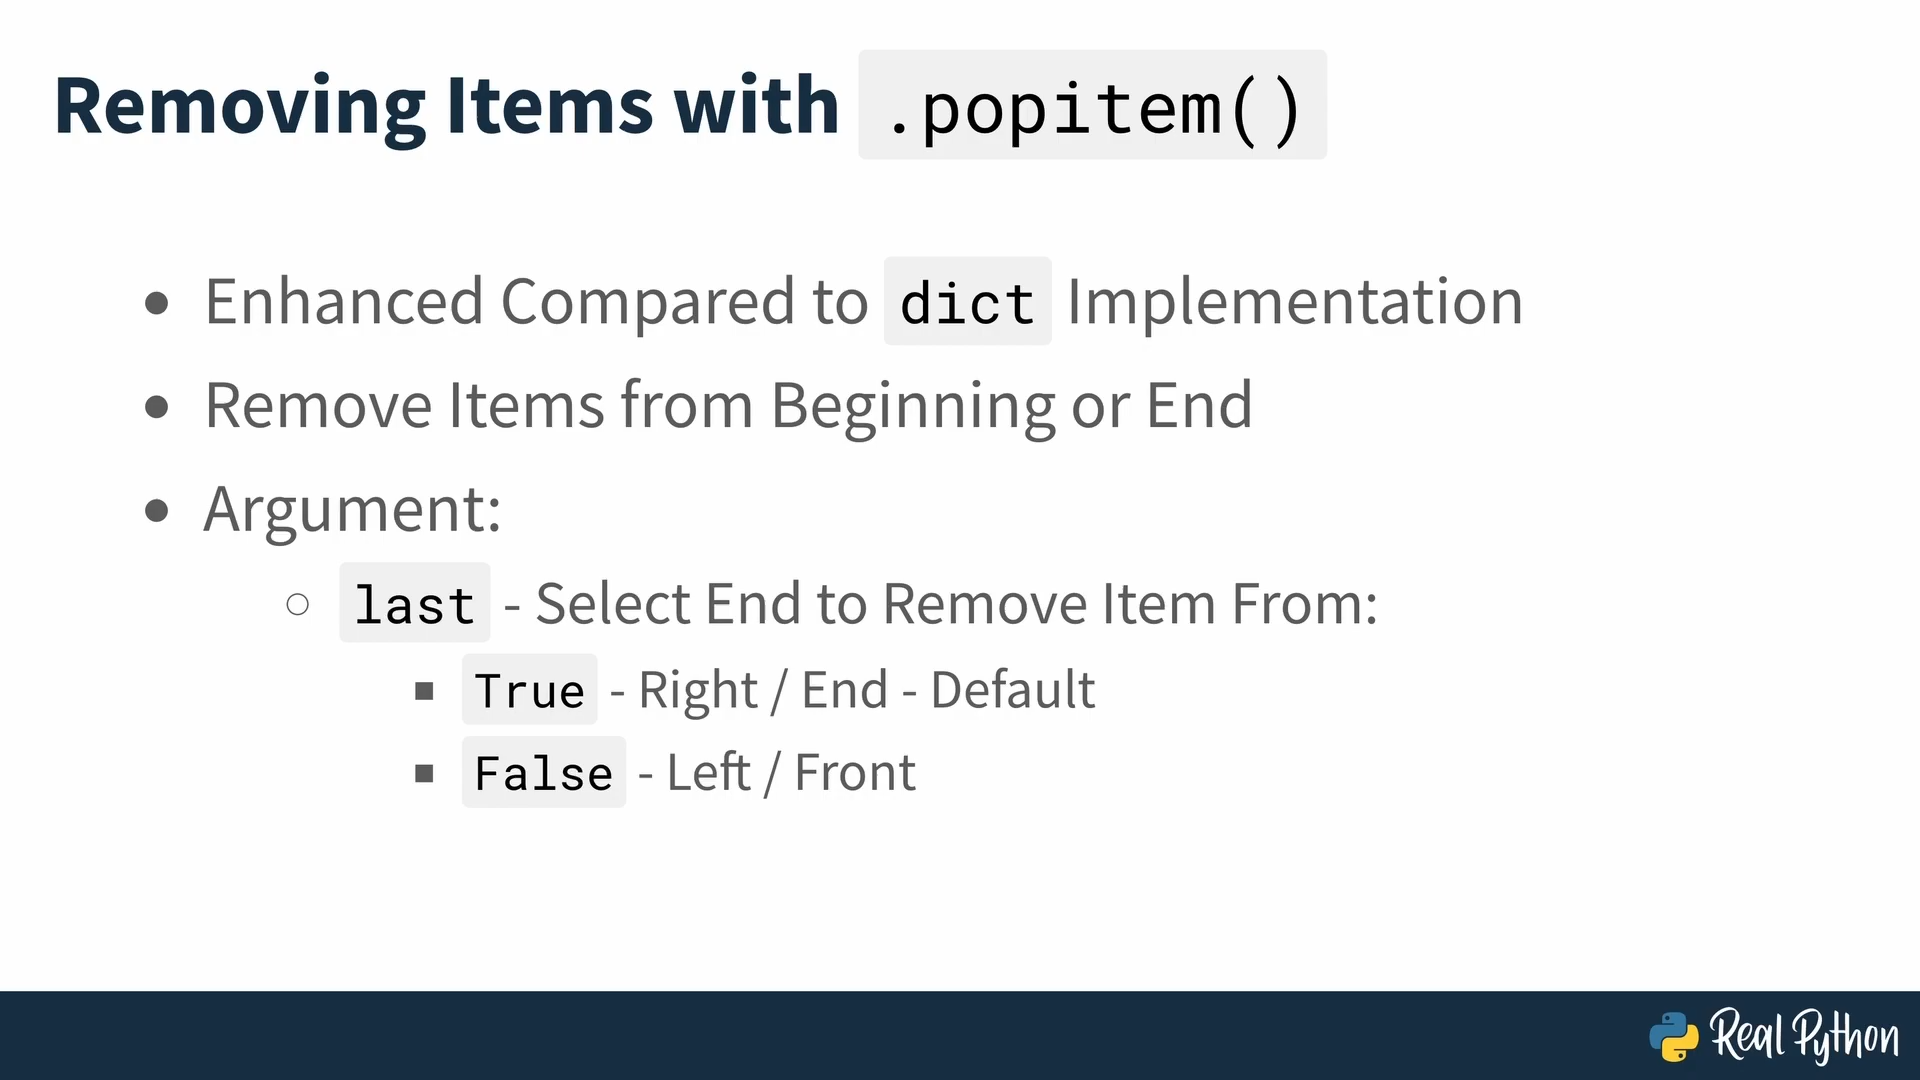 Removing Items with .popitem()
Enhanced Compared to dict Implementation
Remove Items from Beginning or End
Argument:
last - Select End to Remove Item From:
True - Right / End - Default
False - Left / Front
Real Python